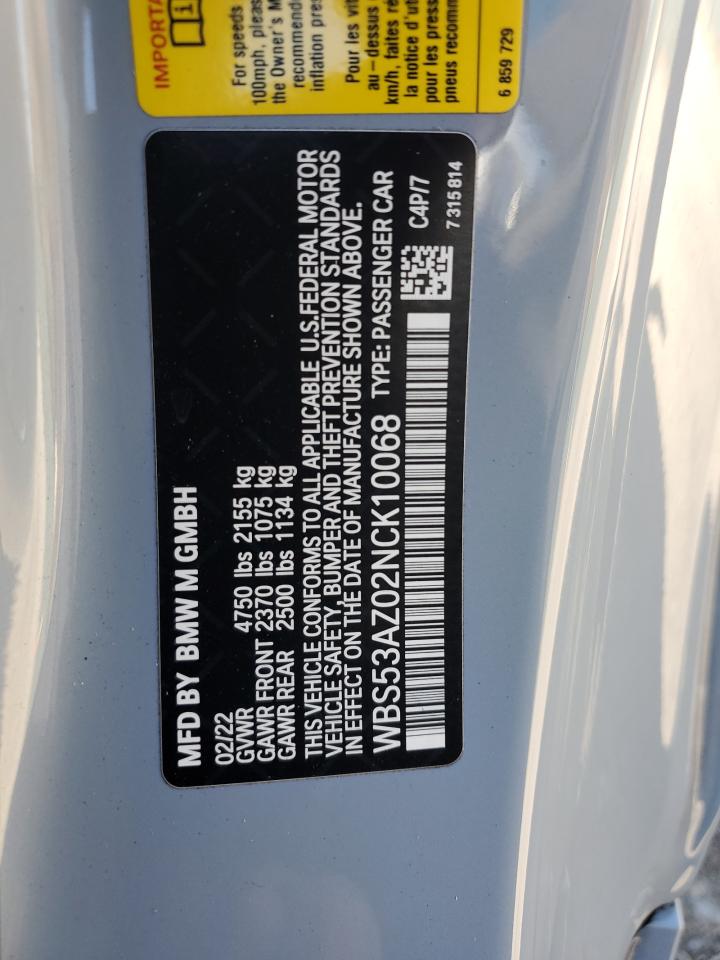 IMPORTA
For speeds
100mph, pleas
the Owner's M
recommende
inflation pres
Pour les vit
au-dessus d
km/h, faites ré
la notice d'ut
pour les press
pneus recomm
6 859 729
MFD BY BMW M GMBH
02/22
GVWR 4750 lbs 2155 kg
GAWR FRONT 2370 lbs 1075 kg
GAWR REAR 2500 lbs 1134 kg
THIS VEHICLE CONFORMS TO ALL APPLICABLE U.S.FEDERAL MOTOR
VEHICLE SAFETY, BUMPER AND THEFT PREVENTION STANDARDS
IN EFFECT ON THE DATE OF MANUFACTURE SHOWN ABOVE.
WBS53AZ02NCK10068 TYPE: PASSENGER CAR
C4P/7
7 315 814